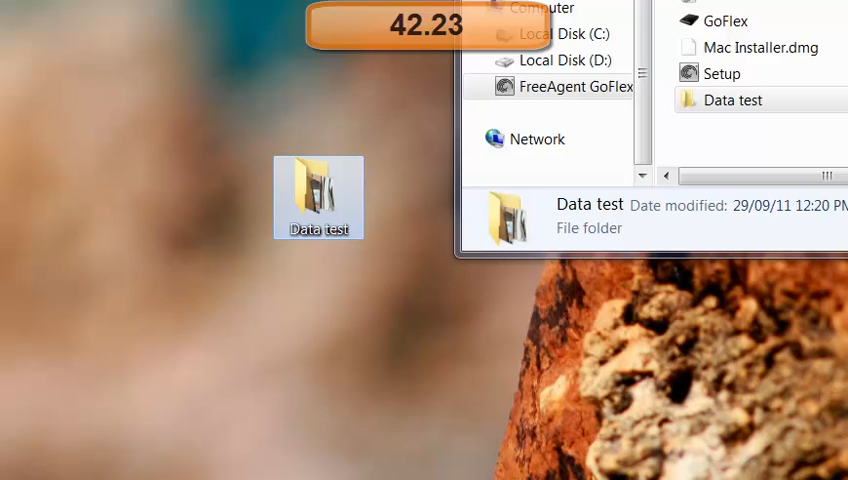 42.23
Computer
Local Disk (C:)
Local Disk (D:)
FreeAgent GoFlex
Network
GoFlex
Mac Installer.dmg
Setup
Data test
Data test
Data test Date modified: 29/09/11 12:20 PM
File folder